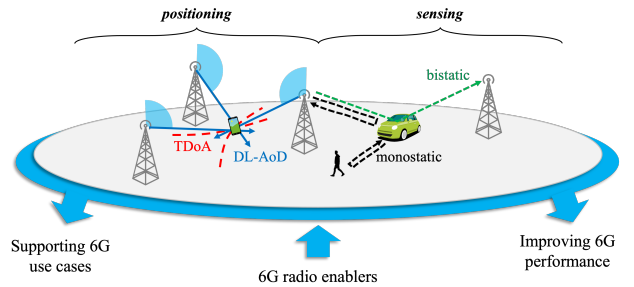 positioning
sensing
bistatic
TDoA
DL-AoD
monostatic
Supporting 6G
use cases
6G radio enablers
Improving 6G
performance